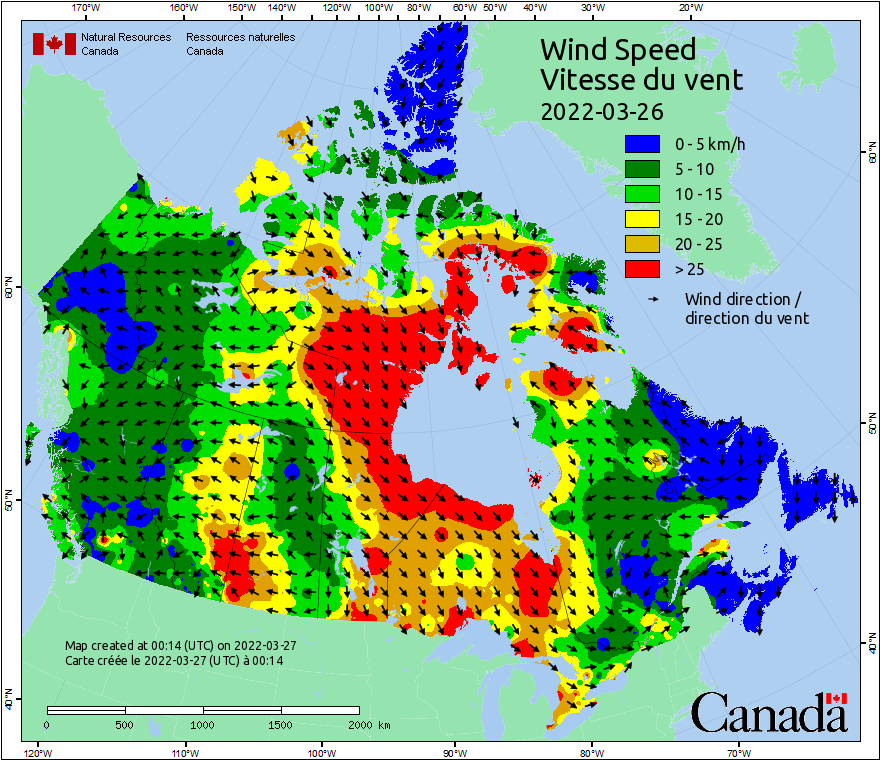 170°W 160°W 150°W 140°W 120°W 100°W 80°W 60°W 50°W 40°W 30°W 20°W
Natural Resources Canada
Ressources naturelles Canada
Wind Speed
Vitesse du vent
2022-03-26
0 - 5 km/h
5 - 10
10 - 15
15 - 20
20 - 25
> 25
Wind direction /
direction du vent
60°N
50°N
40°N
60°N
50°N
40°N
Map created at 00:14 (UTC) on 2022-03-27
Carte créée le 2022-03-27 (UTC) à 00:14
0 500 1000 1500 2000 km
Canada
120°W 110°W 100°W 90°W 80°W 70°W